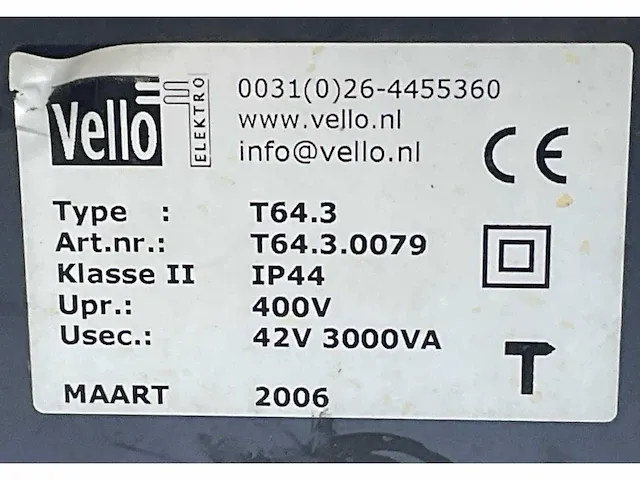 Vello ELEKTRO
0031(0)26-4455360
www.vello.nl
info@vello.nl
CE
Type : T64.3
Art.nr.: T64.3.0079
Klasse II IP44
Upr.: 400V
Usec.: 42V 3000VA
T
MAART 2006